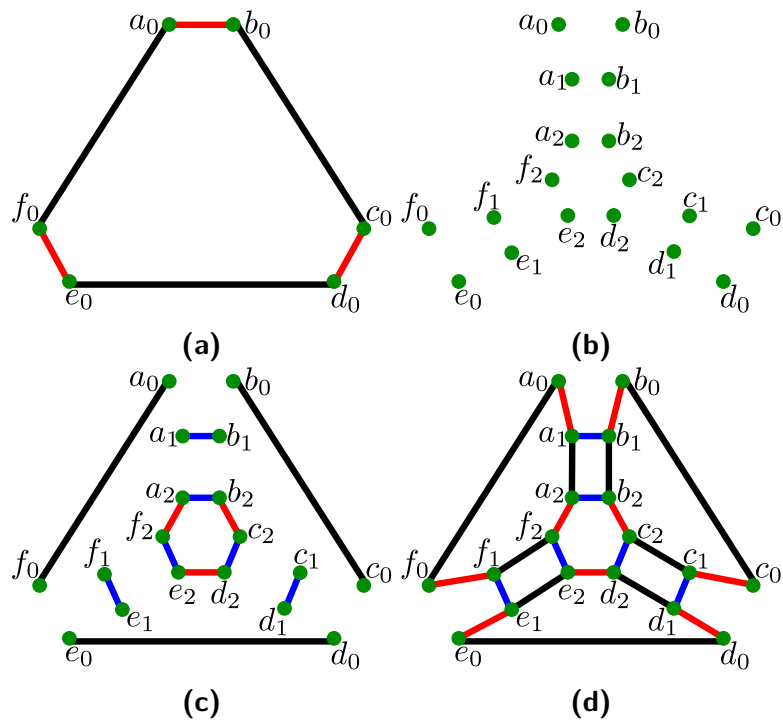 a₀ b₀
f₀ c₀
e₀ d₀
(a)
a₀ b₀
a₁ b₁
a₂ b₂
f₂ c₂
f₀ f₁ e₂ d₂ c₁ c₀
e₁ d₁
e₀ d₀
(b)
a₀ b₀
a₁ b₁
a₂ b₂
f₂ c₂
f₀ f₁ e₂ d₂ c₁ c₀
e₁ d₁
e₀ d₀
(c)
a₀ b₀
a₁ b₁
a₂ b₂
f₂ c₂
f₀ f₁ e₂ d₂ c₁ c₀
e₁ d₁
e₀ d₀
(d)